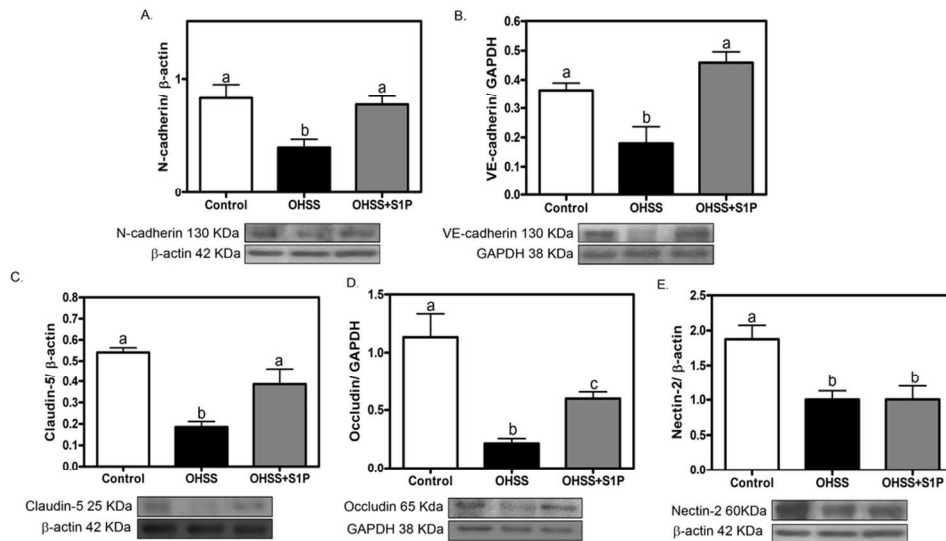 A.
N-cadherin/ β-actin
1
1
a
b
a
Control OHSS OHSS+S1P
N-cadherin 130 KDa
β-actin 42 KDa
B.
VE-cadherin/ GAPDH
0.6
0.5
0.4
0.3
0.2
0.1
0.0
a
b
a
Control OHSS OHSS+S1P
VE-cadherin 130 KDa
GAPDH 38 KDa
C.
Claudin-5/ β-actin
0.8
0.7
0.6
0.5
0.4
0.3
0.2
0.1
0.0
a
b
a
Control OHSS OHSS+S1P
Claudin-5 25 KDa
β-actin 42 KDa
D.
Occludin/ GAPDH
1.5
1.0
0.5
0.0
a
b
c
Control OHSS OHSS+S1P
Occludin 65 Kda
GAPDH 38 KDa
E.
Nectin-2/ β-actin
2.5
2.0
1.5
1.0
0.5
0.0
a
b
b
Control OHSS OHSS+S1P
Nectin-2 60KDa
β-actin 42 KDa